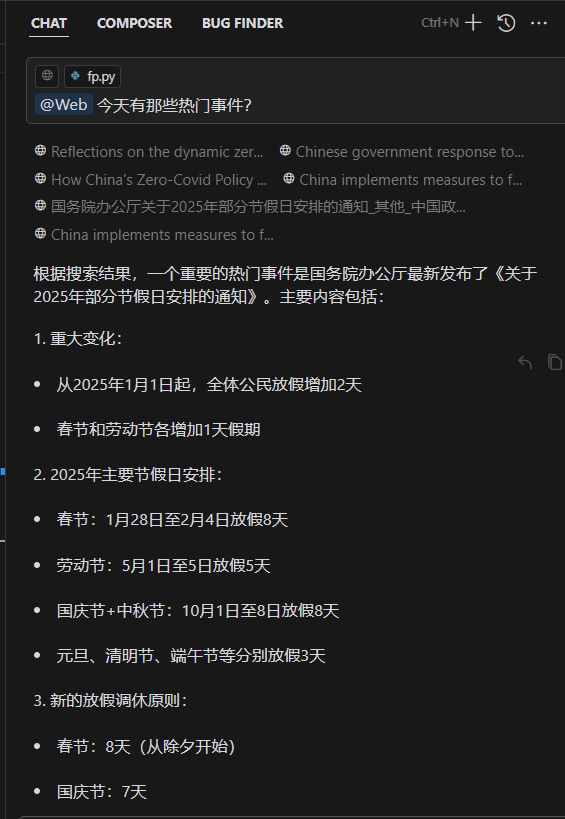 CHAT COMPOSER BUG FINDER Ctrl+N
fp.py
@Web 今天有那些热门事件?
Reflections on the dynamic zer... Chinese government response to...
How China's Zero-Covid Policy ... China implements measures to f...
国务院办公厅关于2025年部分节假日安排的通知_其他_中国政...
China implements measures to f...
根据搜索结果，一个重要的热门事件是国务院办公厅最新发布了《关于
2025年部分节假日安排的通知》。主要内容包括：
1. 重大变化：
• 从2025年1月1日起，全体公民放假增加2天
• 春节和劳动节各增加1天假期
2. 2025年主要节假日安排：
• 春节：1月28日至2月4日放假8天
• 劳动节：5月1日至5日放假5天
• 国庆节+中秋节：10月1日至8日放假8天
• 元旦、清明节、端午节等分别放假3天
3. 新的放假调休原则：
• 春节：8天（从除夕开始）
• 国庆节：7天